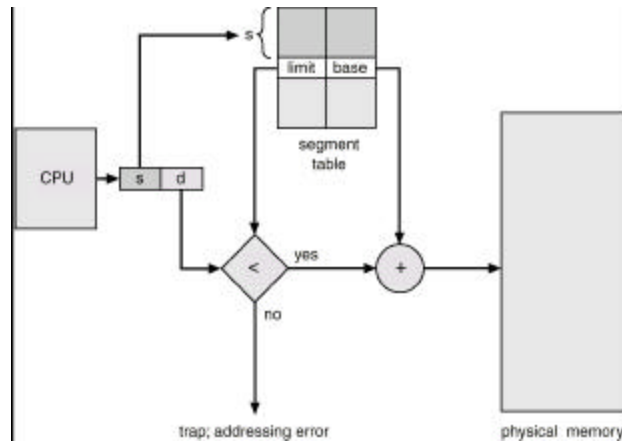 s
limit base
segment
table
CPU
s d
<
yes
+
no
trap; addressing error
physical memory